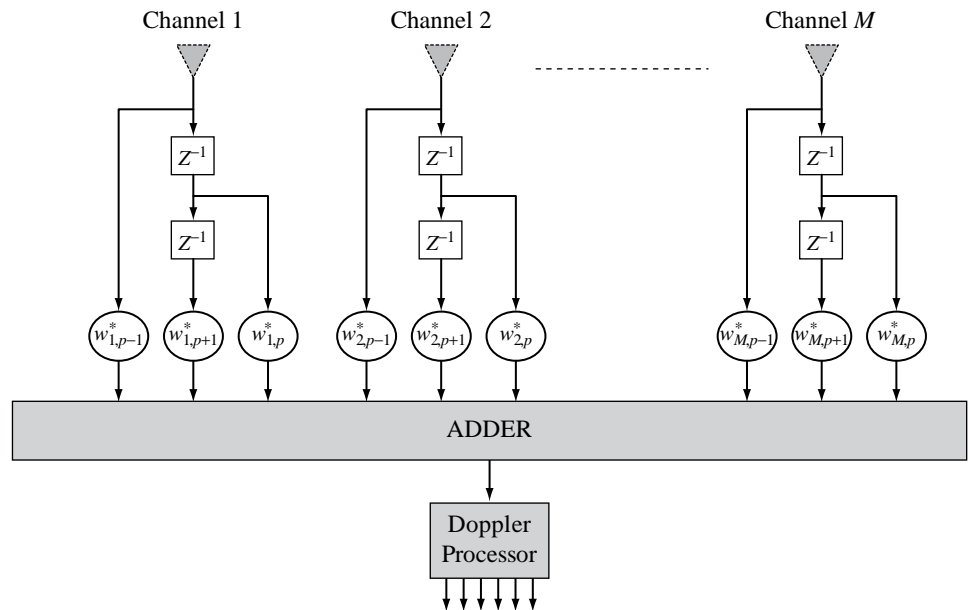 Channel 1 Channel 2 Channel M
Z⁻¹ Z⁻¹ Z⁻¹
Z⁻¹ Z⁻¹ Z⁻¹
w*1,p−1 w*1,p+1 w*1,p w*2,p−1 w*2,p+1 w*2,p w*M,p−1 w*M,p+1 w*M,p
ADDER
Doppler
Processor